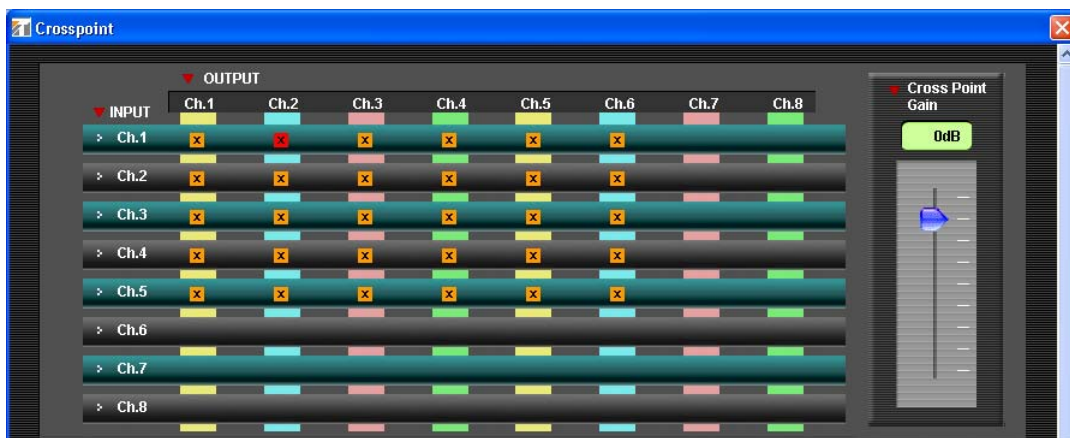 Crosspoint
OUTPUT
INPUT Ch.1 Ch.2 Ch.3 Ch.4 Ch.5 Ch.6 Ch.7 Ch.8
Cross Point
Gain
0dB
Ch.1 x x x x x x
Ch.2 x x x x x x
Ch.3 x x x x x x
Ch.4 x x x x x x
Ch.5 x x x x x x
Ch.6
Ch.7
Ch.8